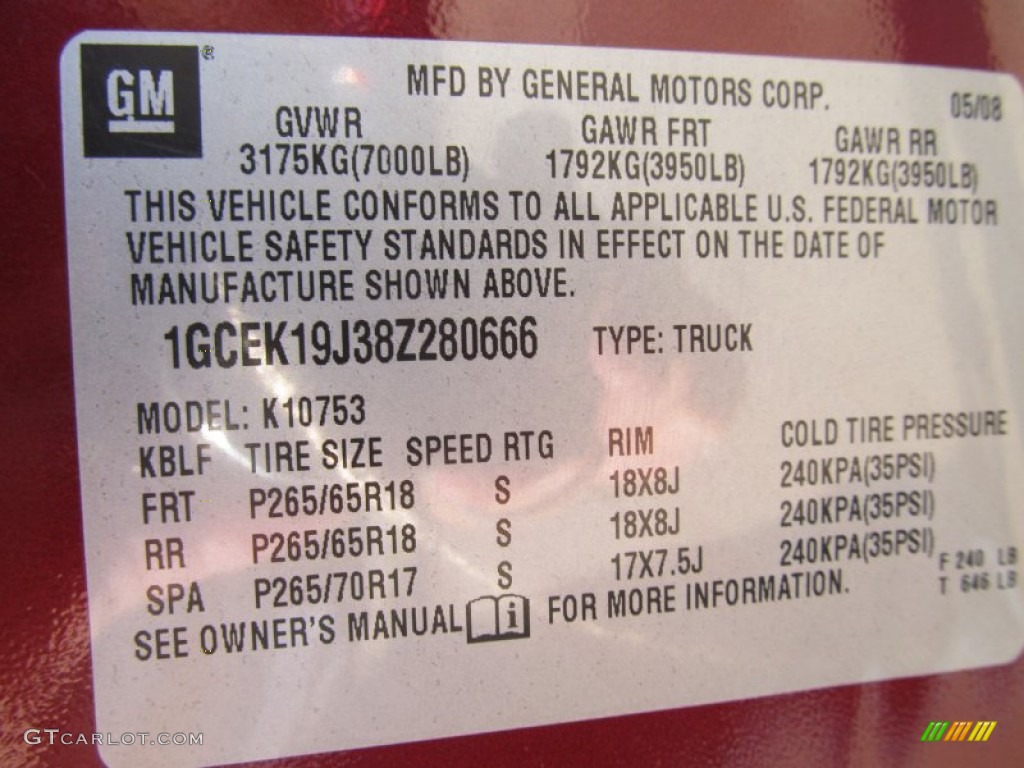 GM®
MFD BY GENERAL MOTORS CORP.
05/08
GVWR GAWR FRT GAWR RR
3175KG(7000LB) 1792KG(3950LB) 1792KG(3950LB)
THIS VEHICLE CONFORMS TO ALL APPLICABLE U.S. FEDERAL MOTOR
VEHICLE SAFETY STANDARDS IN EFFECT ON THE DATE OF
MANUFACTURE SHOWN ABOVE.
1GCEK19J38Z280666 TYPE: TRUCK
MODEL: K10753
KBLF TIRE SIZE SPEED RTG RIM COLD TIRE PRESSURE
FRT P265/65R18 S 18X8J 240KPA(35PSI)
RR P265/65R18 S 18X8J 240KPA(35PSI)
SPA P265/70R17 S 17X7.5J 240KPA(35PSI)
F 240 LB
T 646 LB
SEE OWNER'S MANUAL i FOR MORE INFORMATION.
GTCARLOT.COM